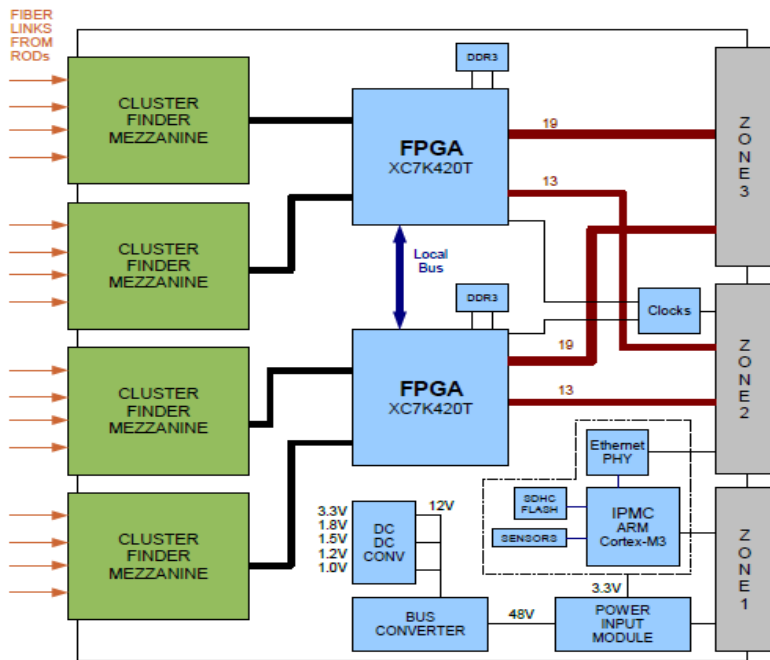 FIBER
LINKS
FROM
RODs
CLUSTER
FINDER
MEZZANINE
CLUSTER
FINDER
MEZZANINE
CLUSTER
FINDER
MEZZANINE
CLUSTER
FINDER
MEZZANINE
DDR3
FPGA
XC7K420T
19
13
Local
Bus
DDR3
FPGA
XC7K420T
19
13
Clocks
ZONE3
ZONE2
ZONE1
Ethernet
PHY
SDHC
FLASH
SENSORS
IPMC
ARM
Cortex-M3
3.3V
1.8V
1.5V
1.2V
1.0V
DC
DC
CONV
12V
BUS
CONVERTER
48V
3.3V
POWER
INPUT
MODULE